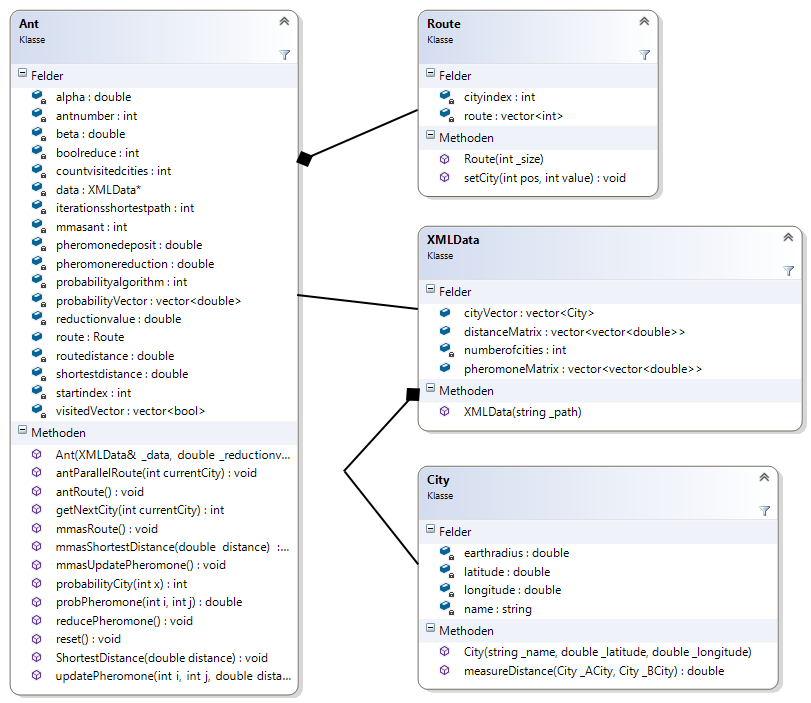 Ant
Klasse
Felder
alpha : double
antnumber : int
beta : double
boolreduce : int
countvisitedcities : int
data : XMLData*
iterationsshortestpath : int
mmasant : int
pheromonedeposit : double
pheromonereduction : double
probabilityalgorithm : int
probabilityVector : vector<double>
reductionvalue : double
route : Route
routedistance : double
shortestdistance : double
startindex : int
visitedVector : vector<bool>
Methoden
Ant(XMLData& _data, double _reductionv...
antParallelRoute(int currentCity) : void
antRoute() : void
getNextCity(int currentCity) : int
mmasRoute() : void
mmasShortestDistance(double distance) :...
mmasUpdatePheromone() : void
probabilityCity(int x) : int
probPheromone(int i, int j) : double
reducePheromone() : void
reset() : void
ShortestDistance(double distance) : void
updatePheromone(int i, int j, double dista...
Route
Klasse
Felder
cityindex : int
route : vector<int>
Methoden
Route(int _size)
setCity(int pos, int value) : void
XMLData
Klasse
Felder
cityVector : vector<City>
distanceMatrix : vector<vector<double>>
numberofcities : int
pheromoneMatrix : vector<vector<double>>
Methoden
XMLData(string _path)
City
Klasse
Felder
earthradius : double
latitude : double
longitude : double
name : string
Methoden
City(string _name, double _latitude, double _longitude)
measureDistance(City _ACity, City _BCity) : double